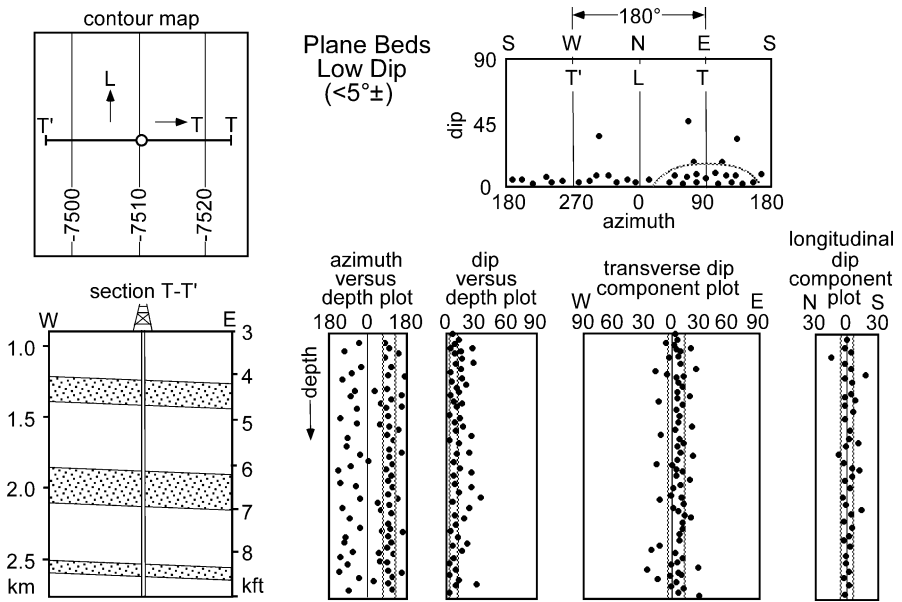 contour map
L
T' T T
-7500 -7510 -7520
Plane Beds
Low Dip
(<5°±)
180°
S W N E S
T' L T
90
45
0
dip
180 270 0 90 180
azimuth
section T-T'
W E
1.0
1.5
2.0
2.5
km
3
4
5
6
7
8
kft
azimuth
versus
depth plot
180 0 180
depth
dip
versus
depth plot
0 30 60 90
transverse dip
component plot
W E
90 60 30 0 30 60 90
longitudinal
dip
component
plot
N S
30 0 30